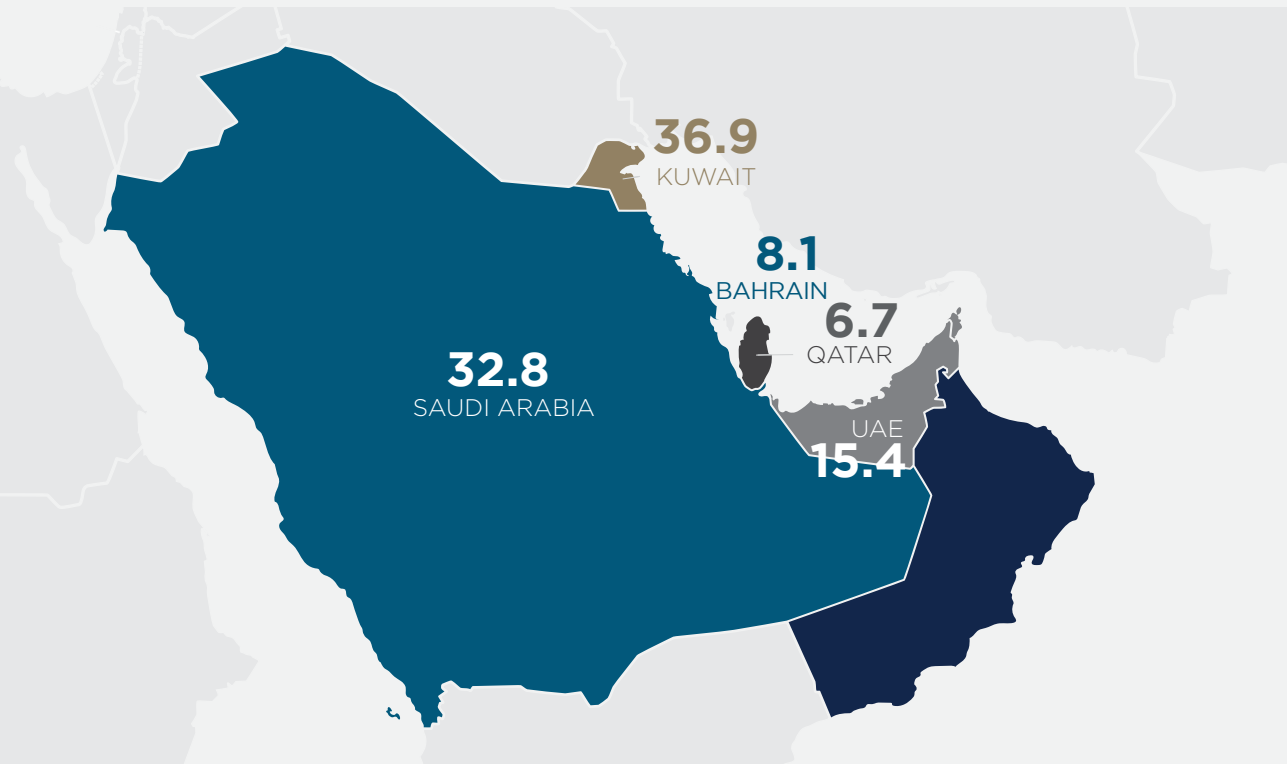 36.9
KUWAIT
8.1
BAHRAIN
6.7
QATAR
32.8
SAUDI ARABIA
UAE
15.4